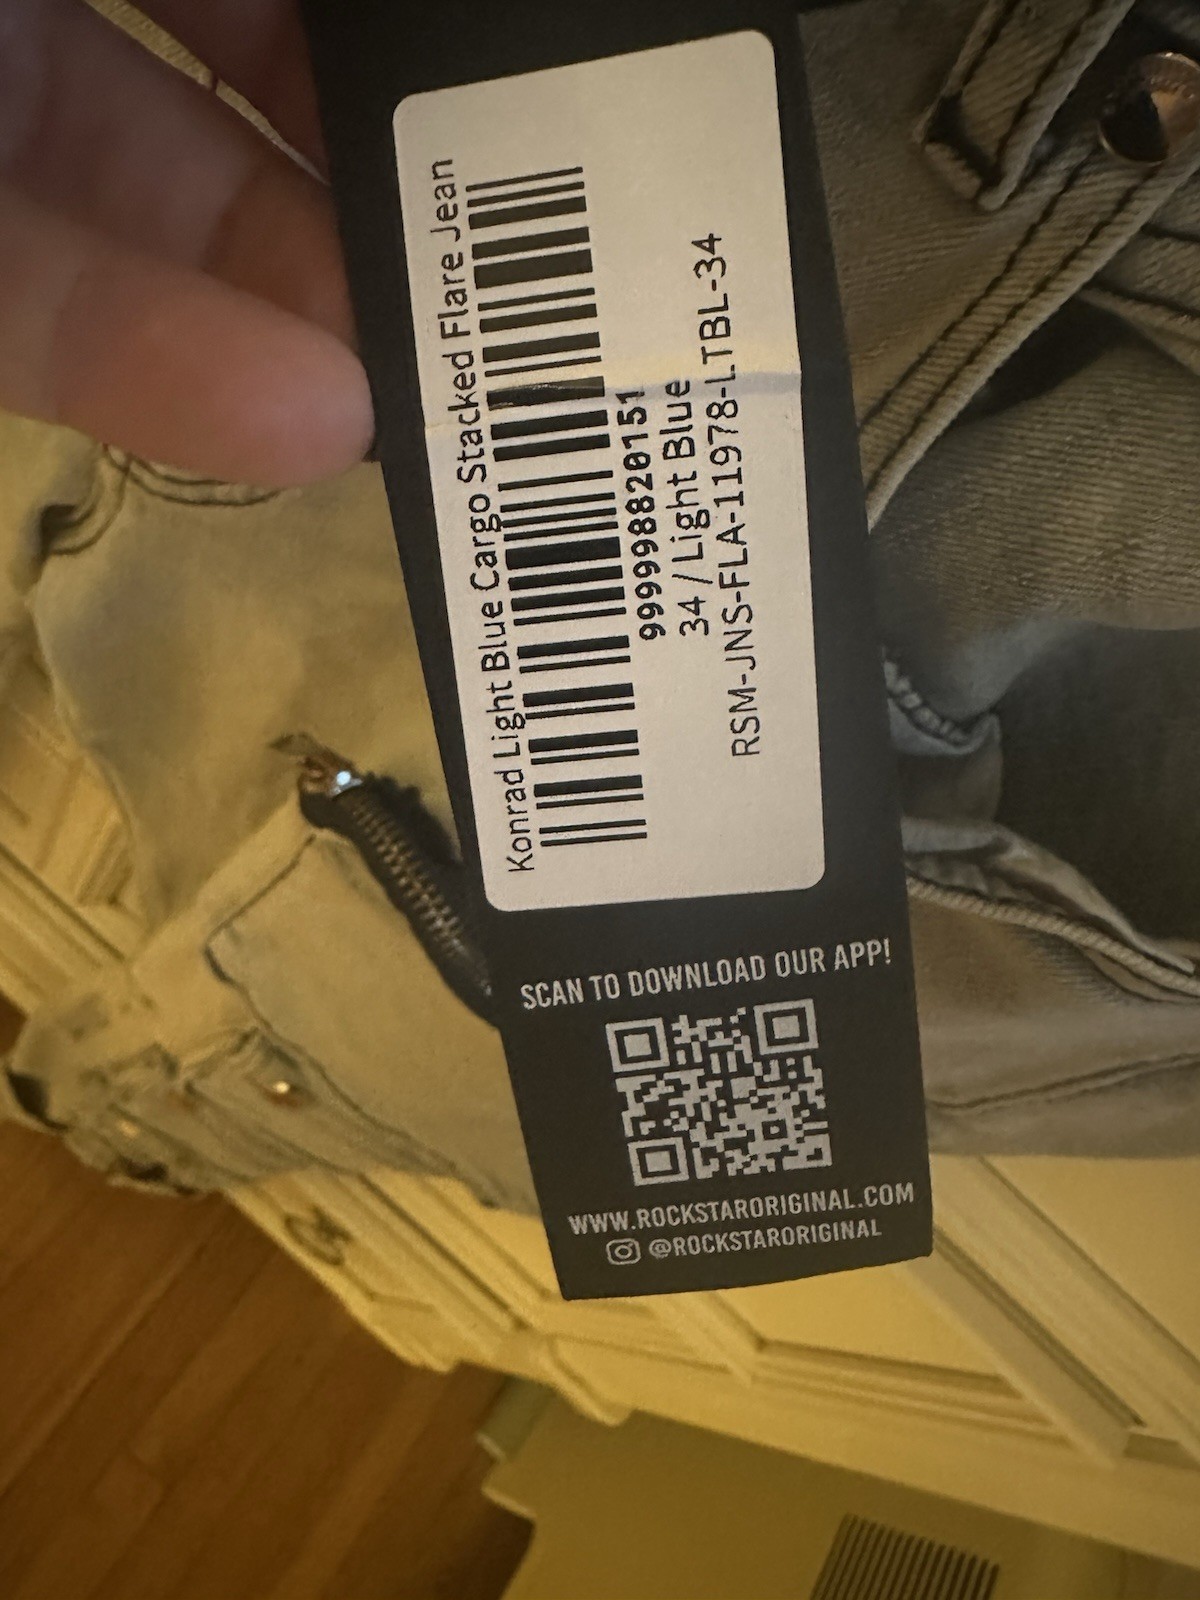 Konrad Light Blue Cargo Stacked Flare Jean
999998820151
34 / Light Blue
RSM-JNS-FLA-11978-LTBL-34
SCAN TO DOWNLOAD OUR APP!
WWW.ROCKSTARORIGINAL.COM
@ROCKSTARORIGINAL